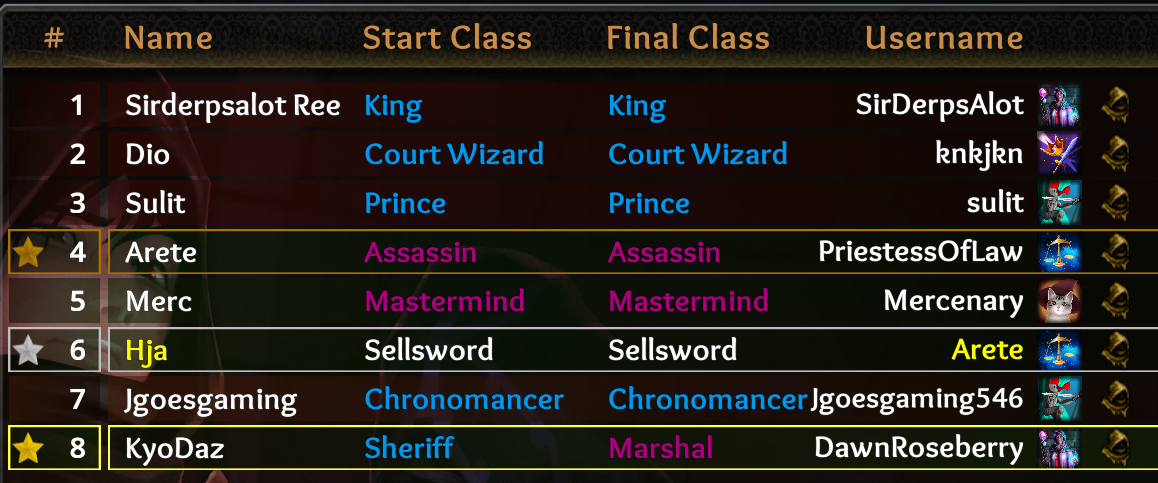 # Name Start Class Final Class Username
1 Sirderpsalot Ree King King SirDerpsAlot
2 Dio Court Wizard Court Wizard knkjkn
3 Sulit Prince Prince sulit
4 Arete Assassin Assassin PriestessOfLaw
5 Merc Mastermind Mastermind Mercenary
6 Hja Sellsword Sellsword Arete
7 Jgoesgaming Chronomancer Chronomancer Jgoesgaming546
8 KyoDaz Sheriff Marshal DawnRoseberry